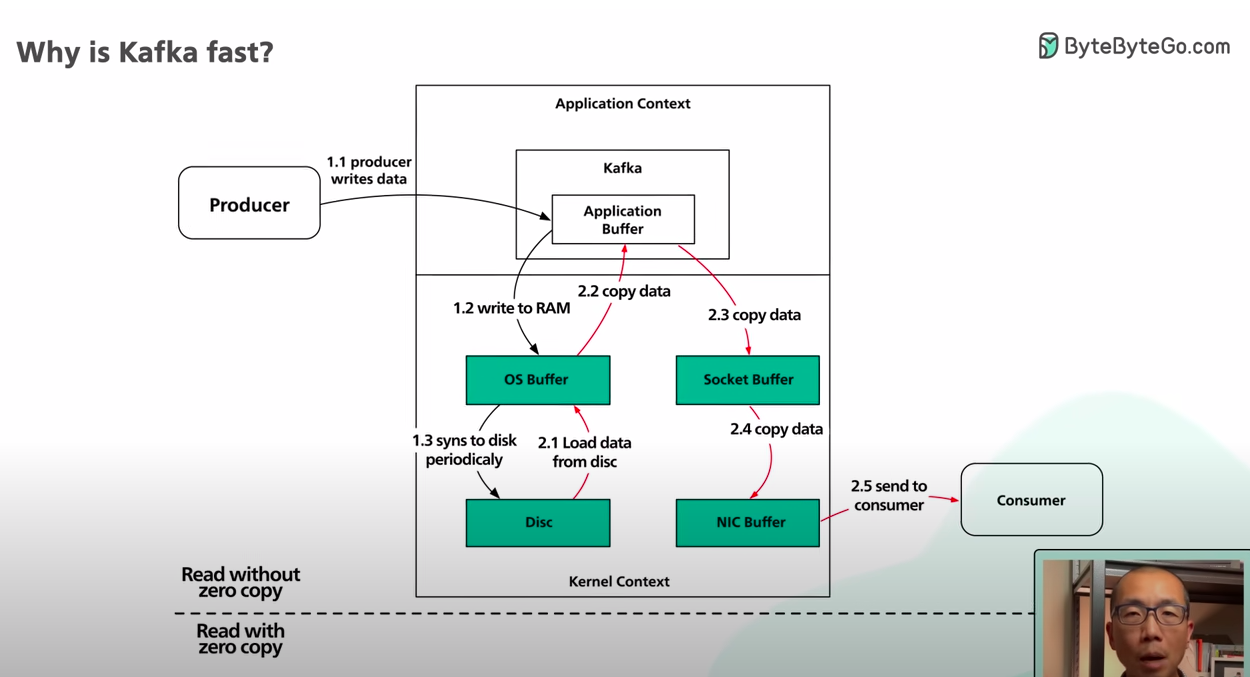 Why is Kafka fast?
ByteByteGo.com
Application Context
1.1 producer
writes data
Kafka
Producer
Application
Buffer
2.2 copy data
1.2 write to RAM
2.3 copy data
OS Buffer
Socket Buffer
2.4 copy data
1.3 syns to disk
periodicaly
2.1 Load data
from disc
2.5 send to
consumer
Consumer
Disc
NIC Buffer
Read without
zero copy
Kernel Context
Read with
zero copy